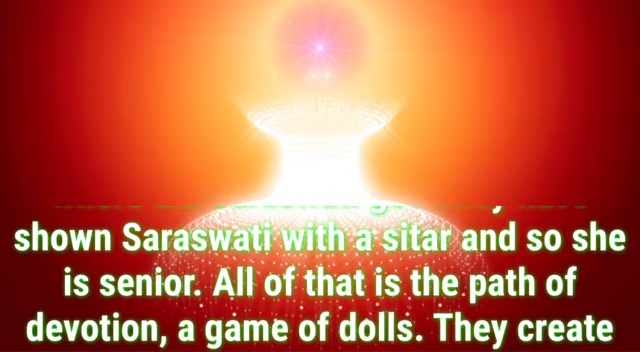 shown Saraswati with a sitar and so she
is senior. All of that is the path of
devotion, a game of dolls. They create